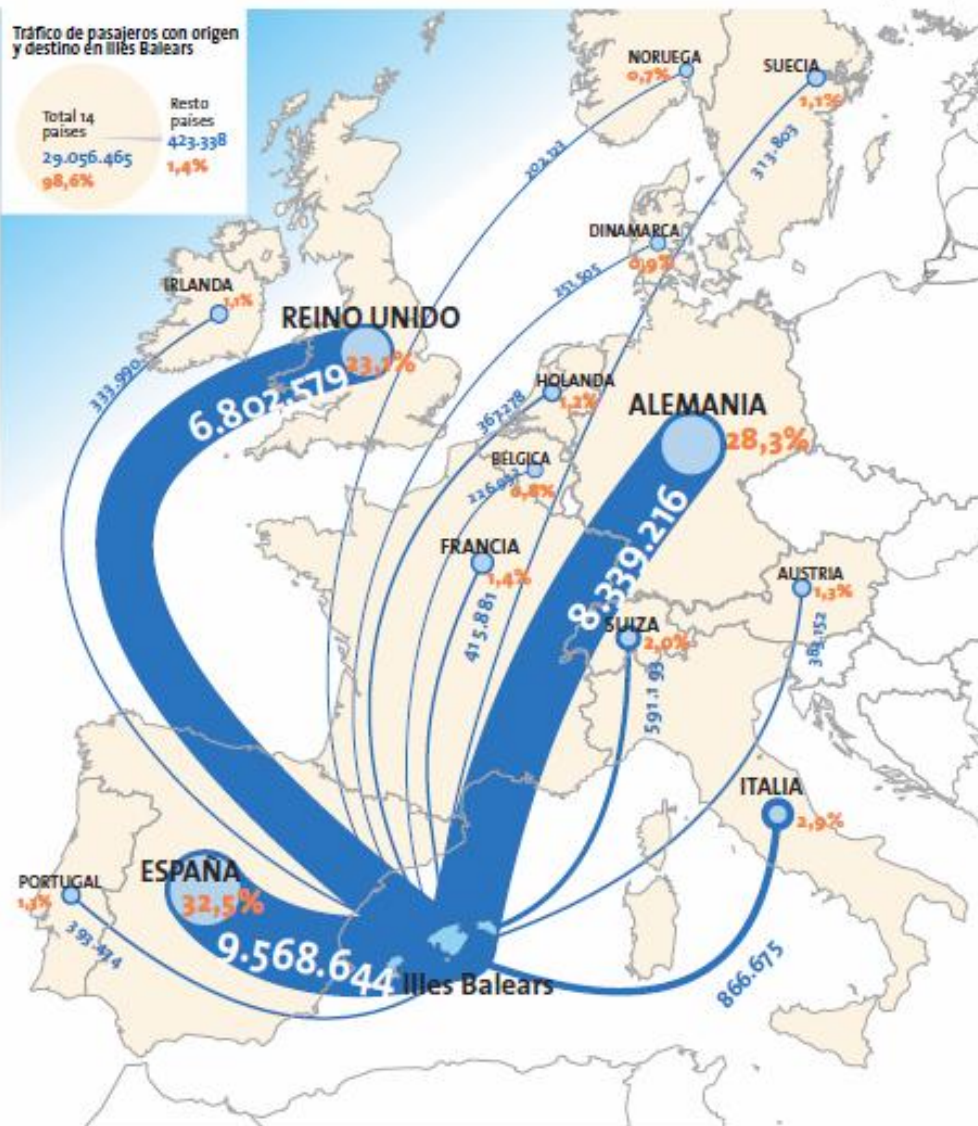 Tráfico de pasajeros con origen
y destino en Illes Balears
Total 14
países
29.056.465
98,6%
Resto
países
423.338
1,4%
NORUEGA
0,7%
SUECIA
1,1%
313.803
DINAMARCA
0,9%
251.505
IRLANDA
1,1%
333.990
REINO UNIDO
23,1%
6.802.579
HOLANDA
1,2%
367.278
ALEMANIA
28,3%
8.339.216
BÉLGICA
0,8%
FRANCIA
1,4%
415.881
AUSTRIA
1,3%
383.152
SUIZA
2,0%
591.193
ITALIA
2,9%
866.675
ESPAÑA
32,5%
9.568.644
PORTUGAL
1,3%
393.434
Illes Balears